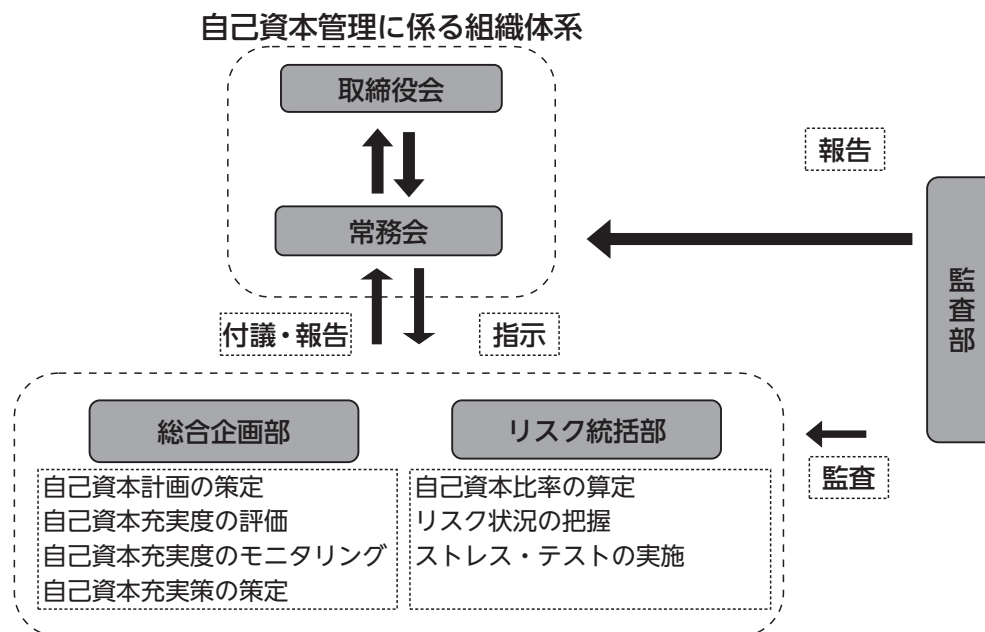 自己資本管理に係る組織体系
取締役会
報告
常務会
監査部
付議・報告
指示
総合企画部
リスク統括部
監査
自己資本計画の策定
自己資本充実度の評価
自己資本充実度のモニタリング
自己資本充実策の策定
自己資本比率の算定
リスク状況の把握
ストレス・テストの実施